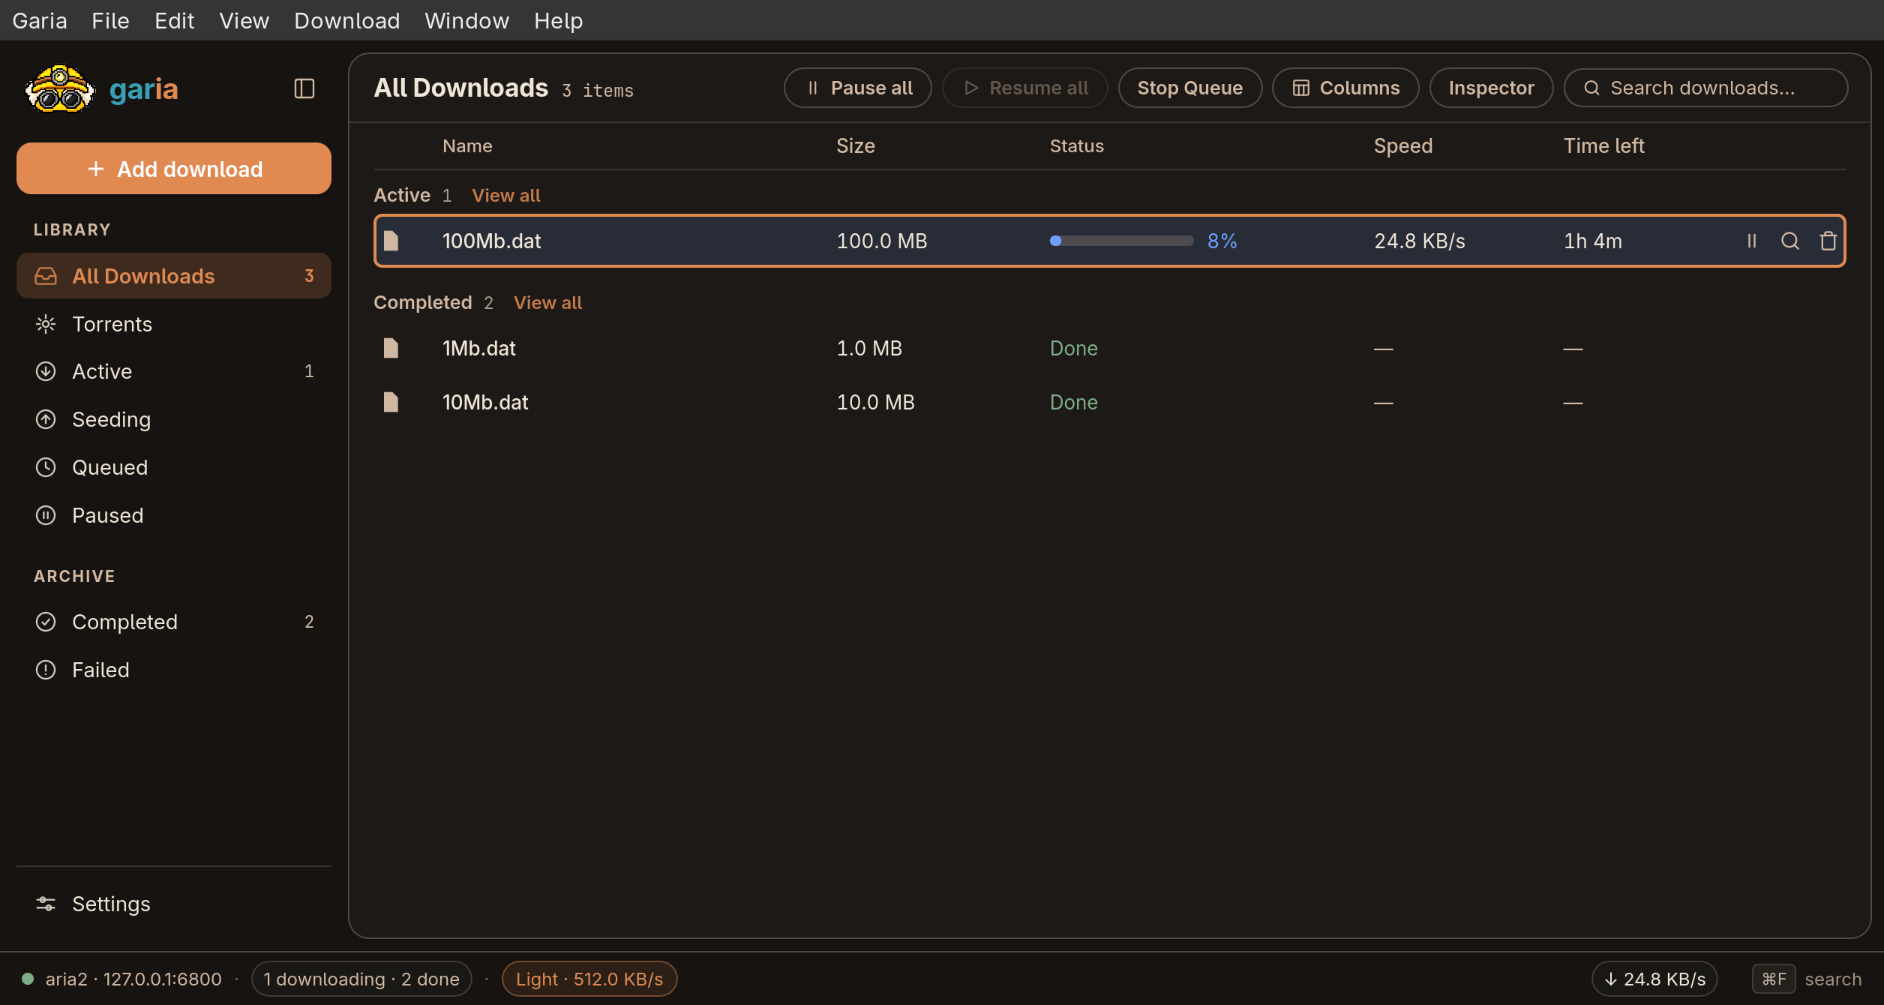 Garia File Edit View Download Window Help
garia
+ Add download
LIBRARY
All Downloads 3
Torrents
Active 1
Seeding
Queued
Paused
ARCHIVE
Completed 2
Failed
Settings
All Downloads 3 items
Pause all
Resume all
Stop Queue
Columns
Inspector
Search downloads...
Name Size Status Speed Time left
Active 1 View all
100Mb.dat 100.0 MB 8% 24.8 KB/s 1h 4m
Completed 2 View all
1Mb.dat 1.0 MB Done — —
10Mb.dat 10.0 MB Done — —
aria2 · 127.0.0.1:6800 · 1 downloading · 2 done · Light · 512.0 KB/s
↓ 24.8 KB/s ⌘F search